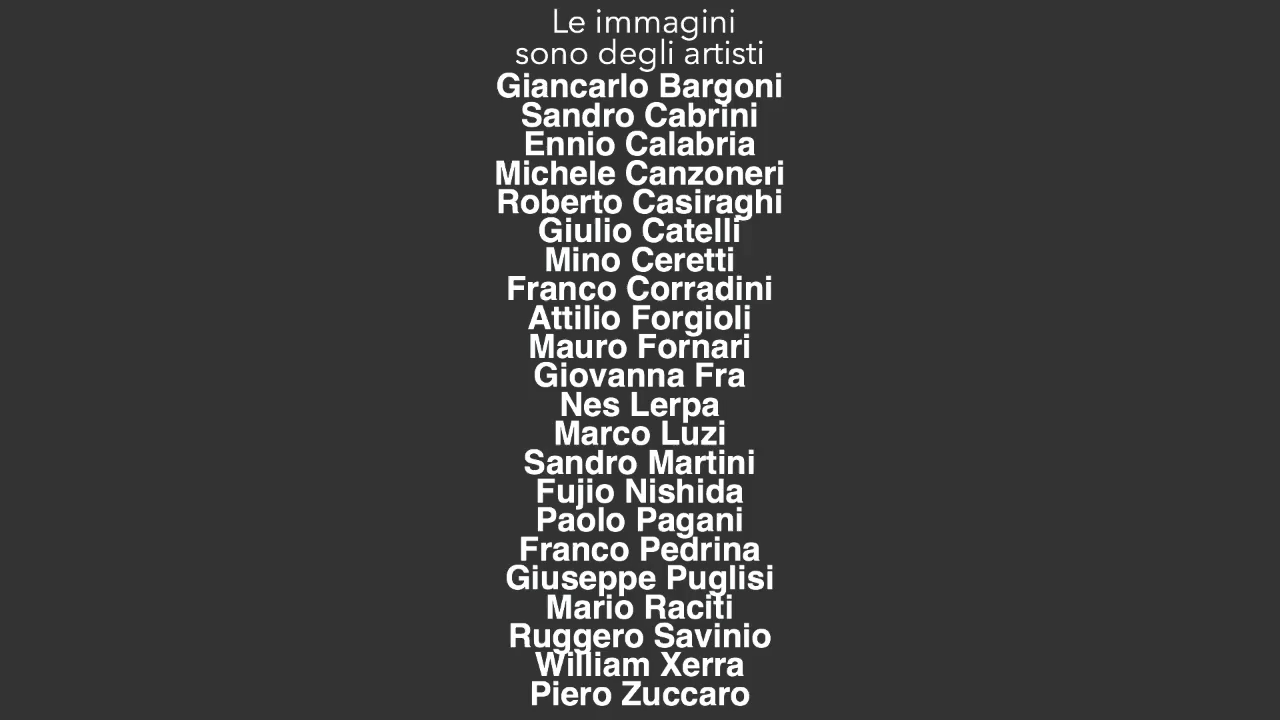 Le immagini
sono degli artisti
Giancarlo Bargoni
Sandro Cabrini
Ennio Calabria
Michele Canzoneri
Roberto Casiraghi
Giulio Catelli
Mino Ceretti
Franco Corradini
Attilio Forgioli
Mauro Fornari
Giovanna Fra
Nes Lerpa
Marco Luzi
Sandro Martini
Fujio Nishida
Paolo Pagani
Franco Pedrina
Giuseppe Puglisi
Mario Raciti
Ruggero Savinio
William Xerra
Piero Zuccaro